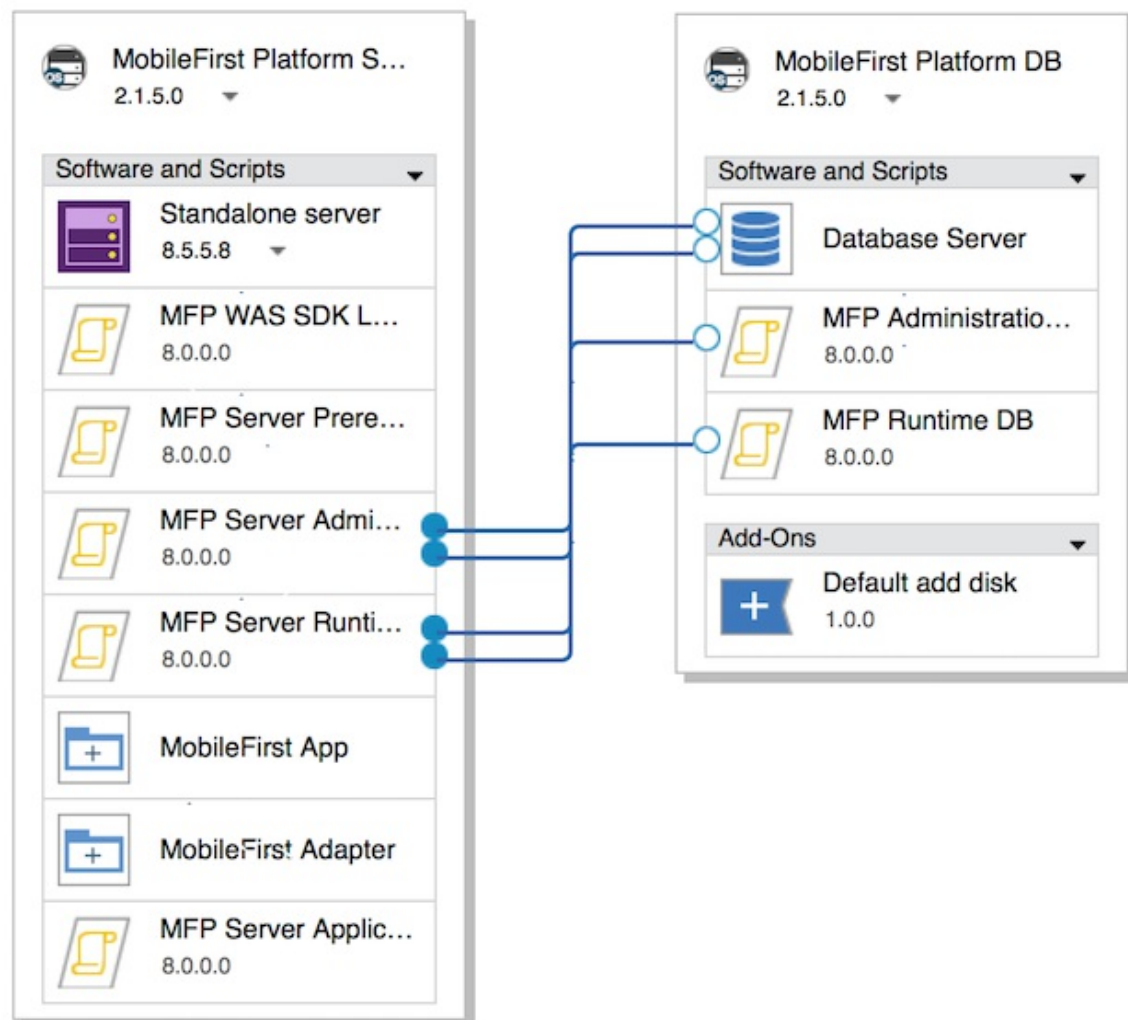 MobileFirst Platform S...
2.1.5.0
Software and Scripts
Standalone server
8.5.5.8
MFP WAS SDK L...
8.0.0.0
MFP Server Prere...
8.0.0.0
MFP Server Admi...
8.0.0.0
MFP Server Runti...
8.0.0.0
MobileFirst App
MobileFirst Adapter
MFP Server Applic...
8.0.0.0
MobileFirst Platform DB
2.1.5.0
Software and Scripts
Database Server
MFP Administratio...
8.0.0.0
MFP Runtime DB
8.0.0.0
Add-Ons
Default add disk
1.0.0